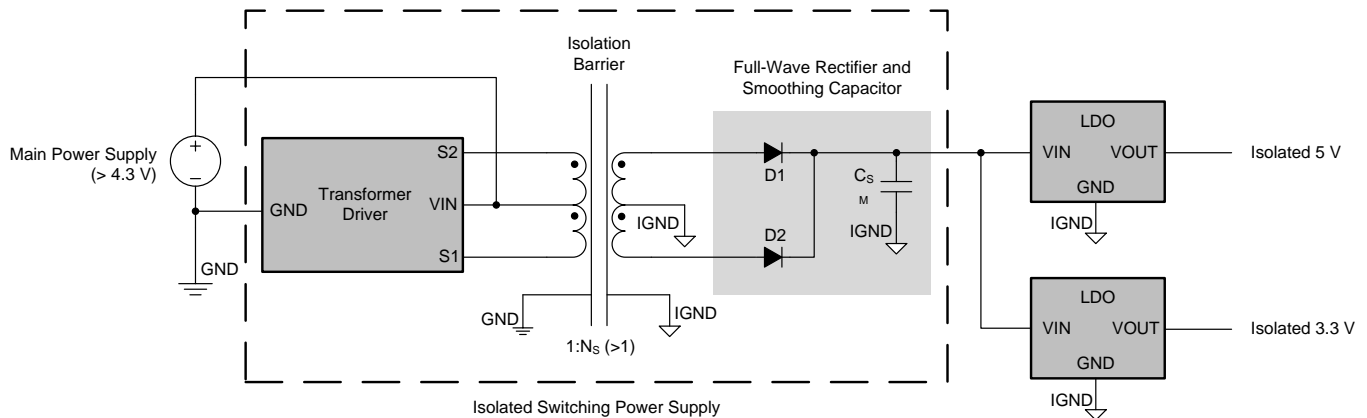 Isolation
Barrier
Full-Wave Rectifier and
Smoothing Capacitor
Main Power Supply
(> 4.3 V)
+
−
GND
GND
Transformer
Driver
S2
VIN
S1
IGND
D1
D2
CS
M
IGND
GND
IGND
1:NS (>1)
Isolated Switching Power Supply
LDO
VIN
VOUT
GND
IGND
Isolated 5 V
LDO
VIN
VOUT
GND
IGND
Isolated 3.3 V